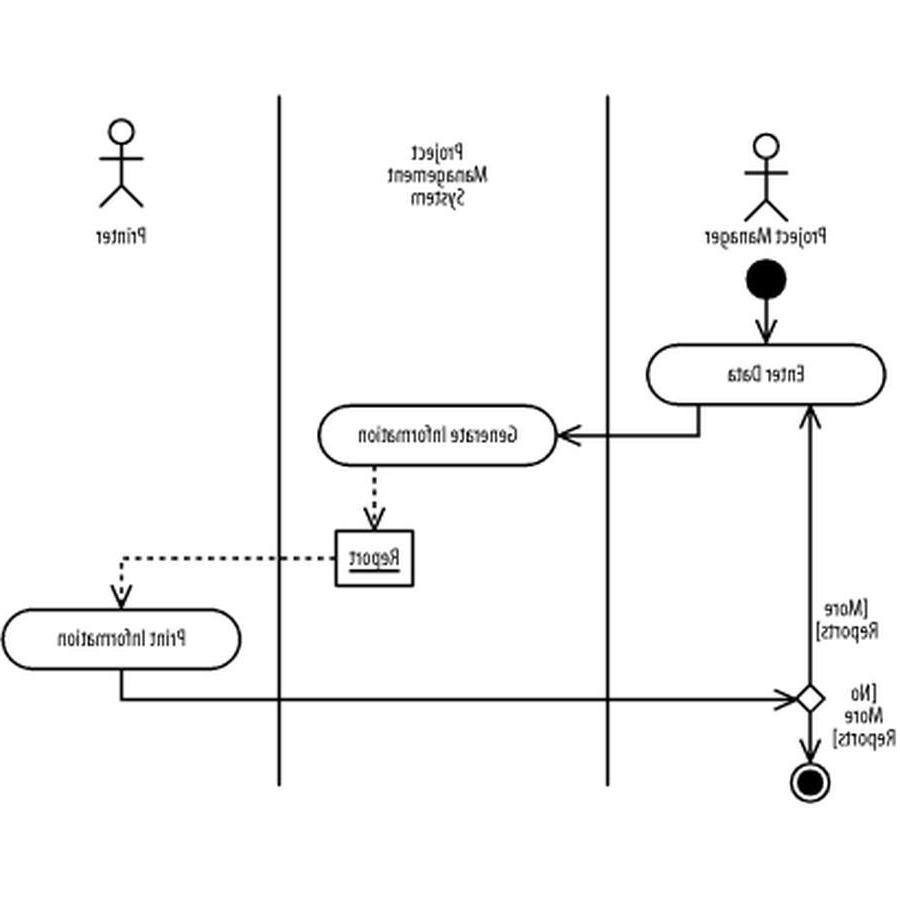 Project
Management
System
Project Manager
Printer
Enter Data
Generate Information
Report
Print Information
[More
Reports]
[No
More
Reports]